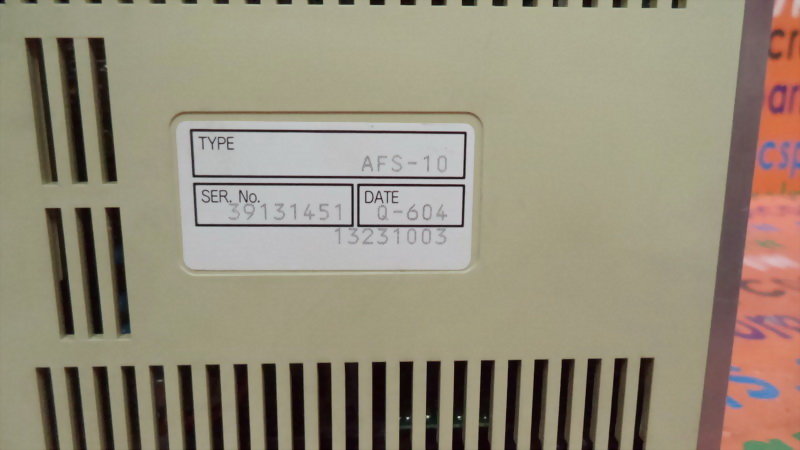 TYPE
AFS-10
SER. No.
39131451
DATE
Q-604
13231003